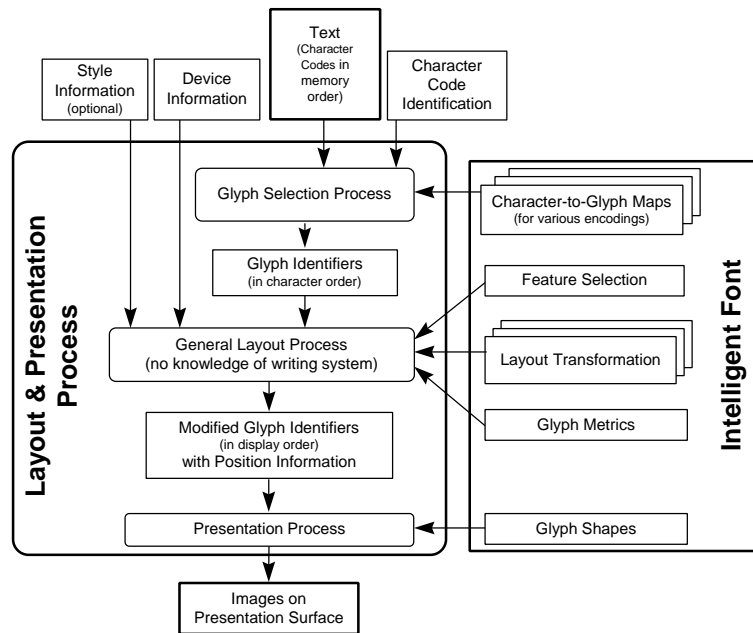 Text
(Character
Codes in
memory
order)
Style
Information
(optional)
Device
Information
Character
Code
Identification
Layout & Presentation
Process
Glyph Selection Process
Glyph Identifiers
(in character order)
General Layout Process
(no knowledge of writing system)
Modified Glyph Identifiers
(in display order)
with Position Information
Presentation Process
Images on
Presentation Surface
Character-to-Glyph Maps
(for various encodings)
Feature Selection
Layout Transformation
Glyph Metrics
Glyph Shapes
Intelligent Font